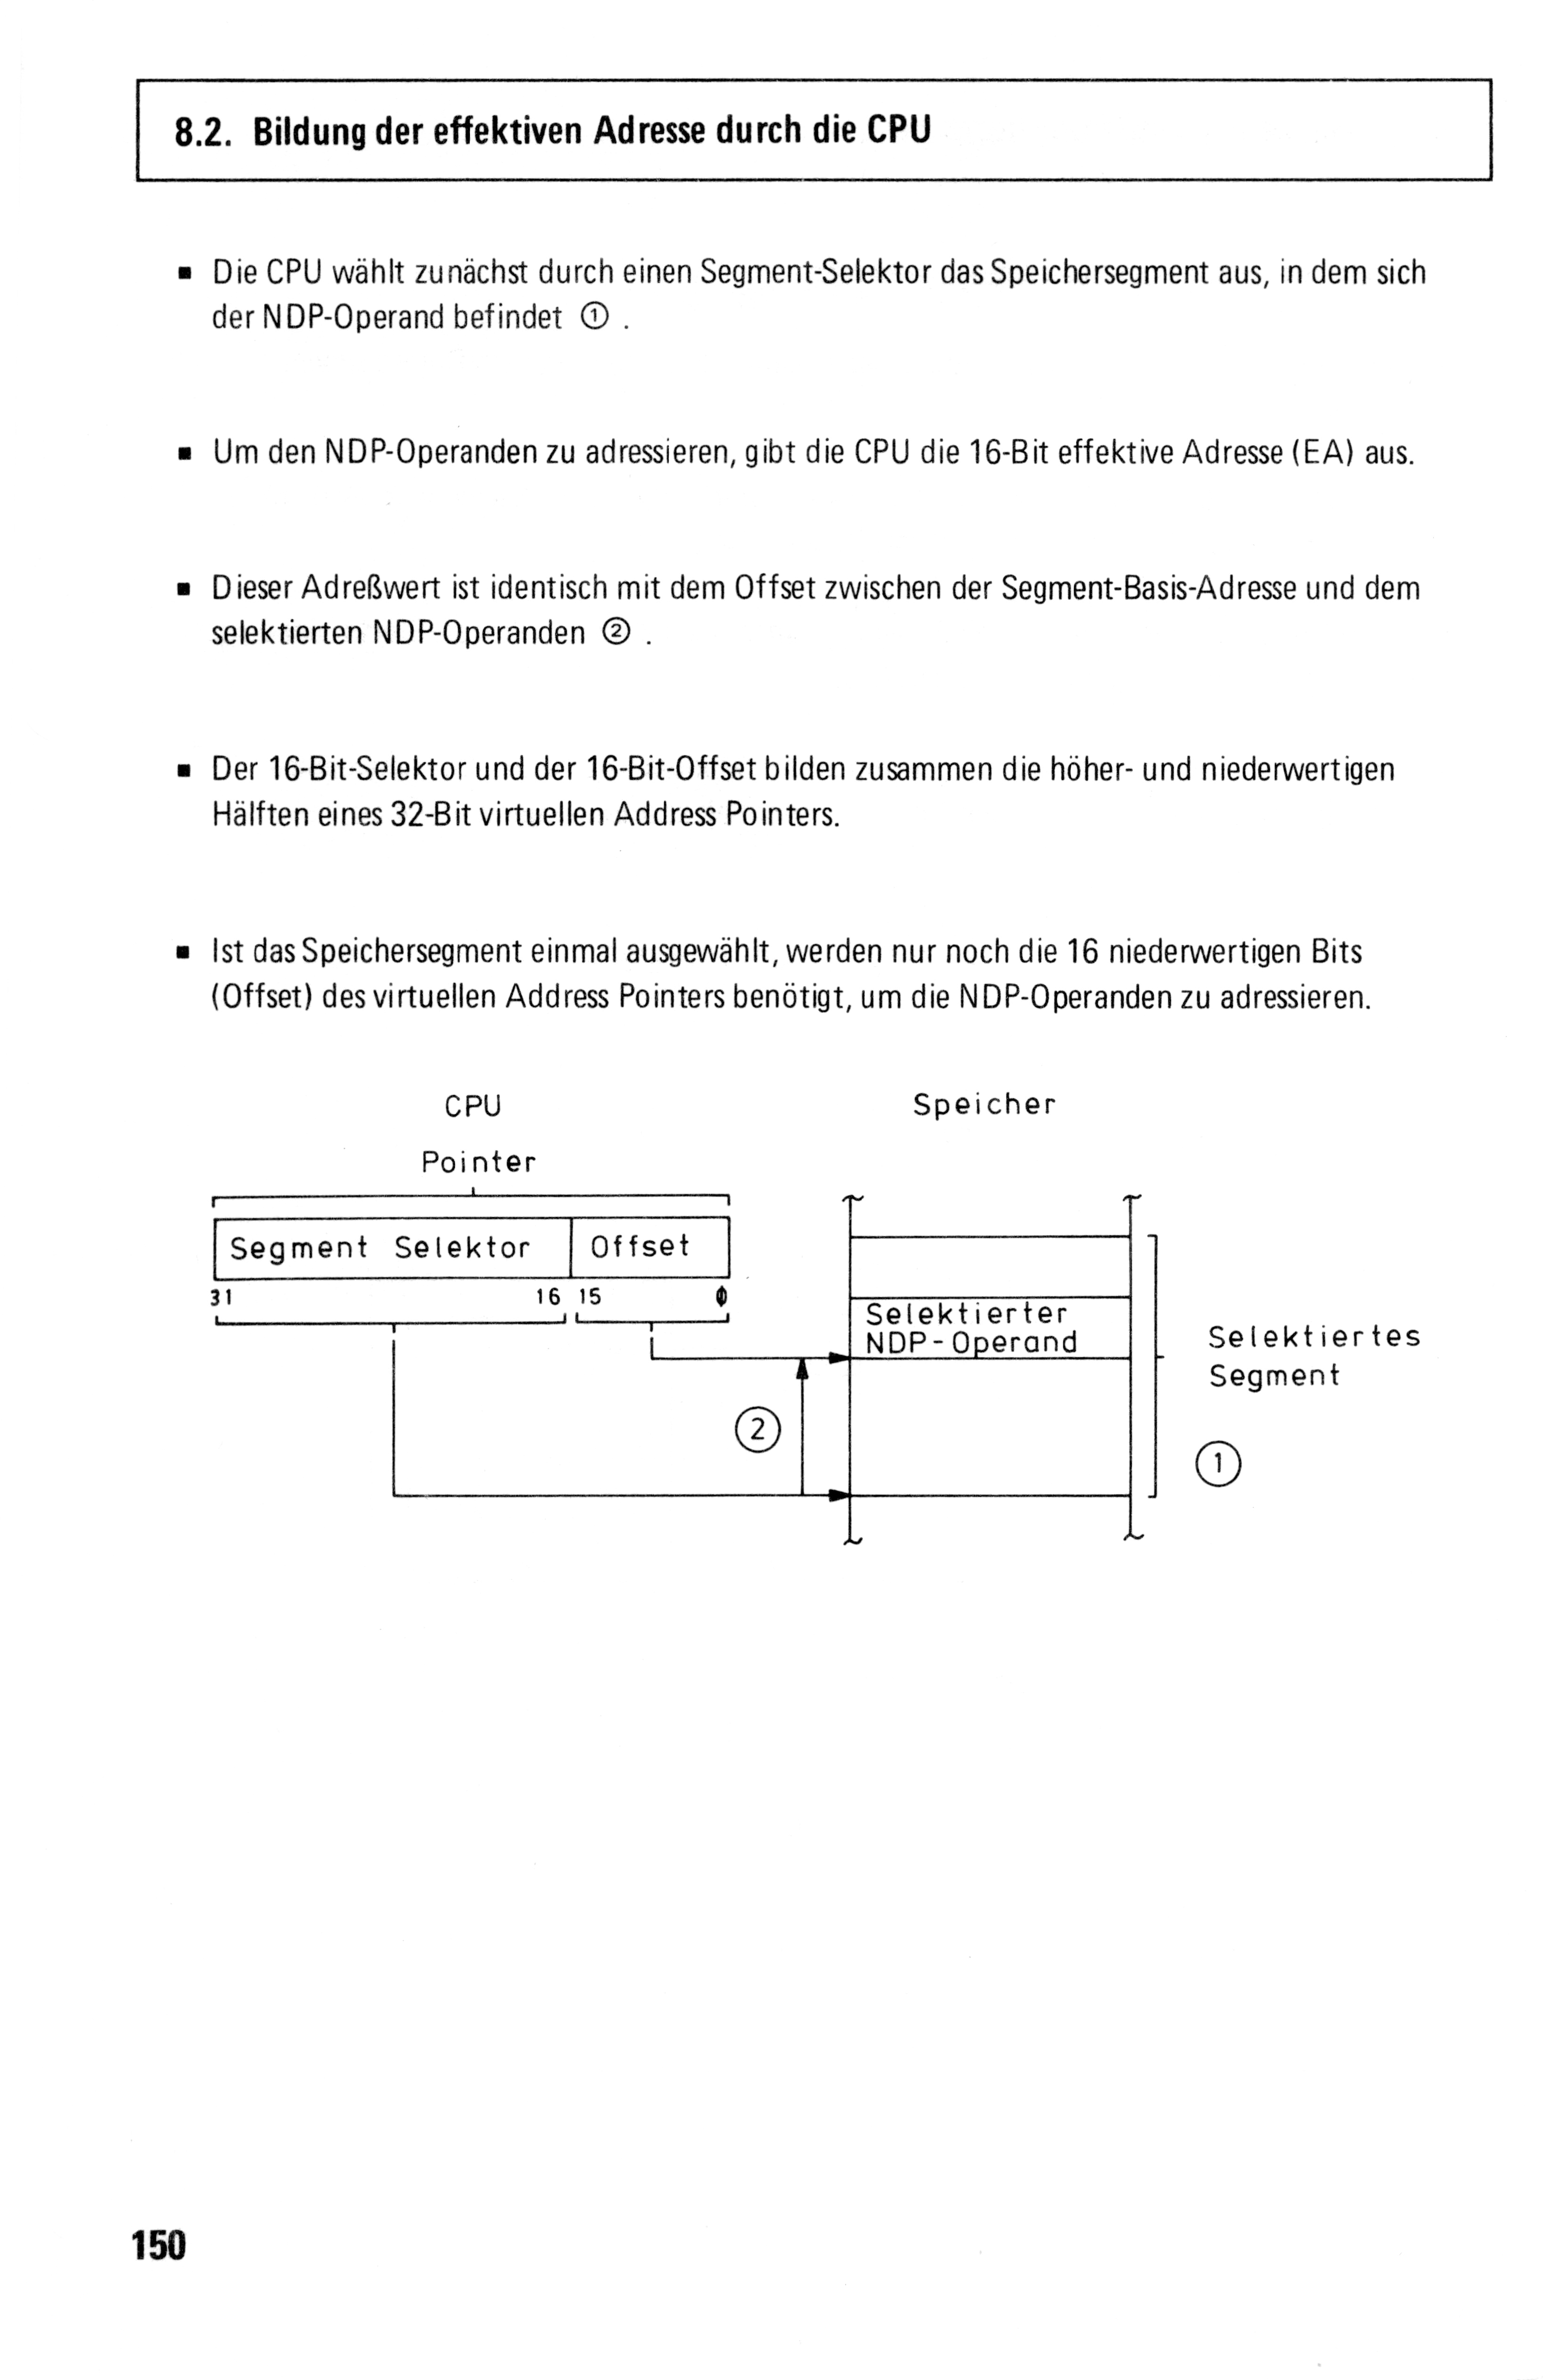 8.2. Bildung der effektiven Adresse durch die CPU
▪ Die CPU wählt zunächst durch einen Segment-Selektor das Speichersegment aus, in dem sich
der NDP-Operand befindet ① .
▪ Um den NDP-Operanden zu adressieren, gibt die CPU die 16-Bit effektive Adresse (EA) aus.
▪ Dieser Adreßwert ist identisch mit dem Offset zwischen der Segment-Basis-Adresse und dem
selektierten NDP-Operanden ② .
▪ Der 16-Bit-Selektor und der 16-Bit-Offset bilden zusammen die höher- und niederwertigen
Hälften eines 32-Bit virtuellen Address Pointers.
▪ Ist das Speichersegment einmal ausgewählt, werden nur noch die 16 niederwertigen Bits
(Offset) des virtuellen Address Pointers benötigt, um die NDP-Operanden zu adressieren.
CPU
Pointer
Segment Selektor Offset
31 16 15 0
②
Speicher
Selektierter
NDP-Operand
Selektiertes
Segment
①
150